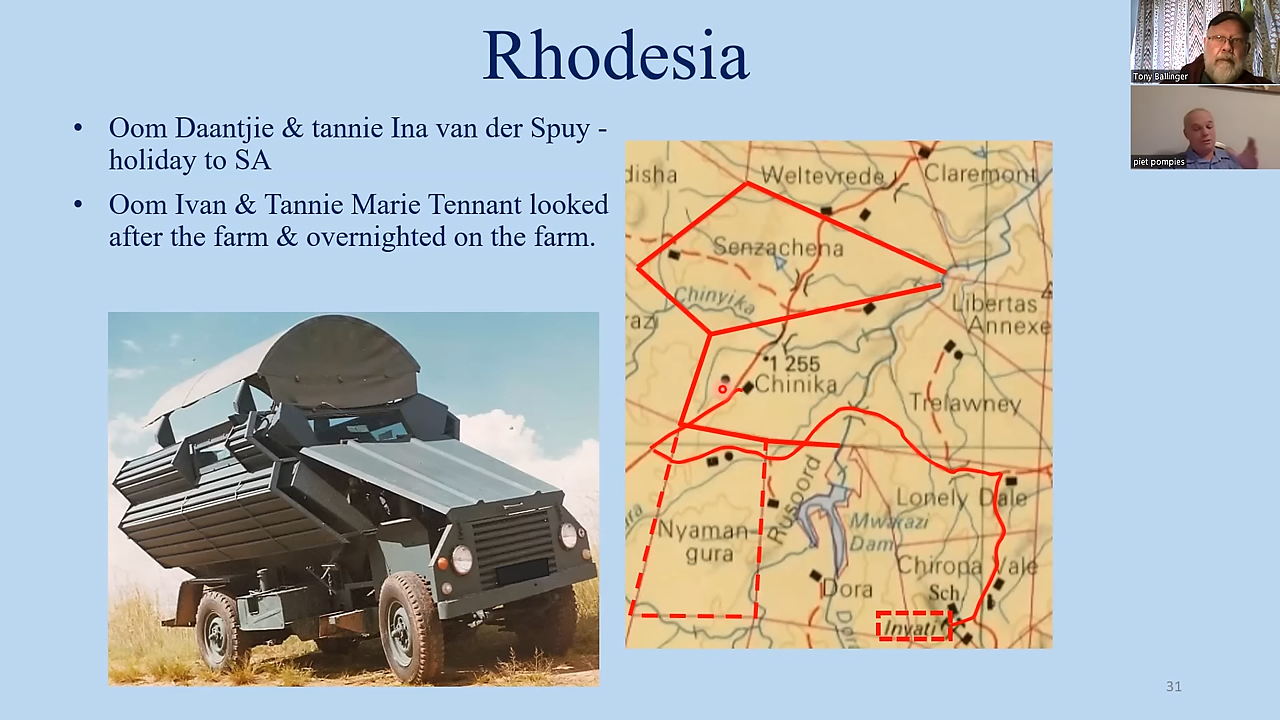 Rhodesia
• Oom Daantjie & tannie Ina van der Spuy -
holiday to SA
• Oom Ivan & Tannie Marie Tennant looked
after the farm & overnighted on the farm.
Tony Ballinger
piet pompies
disha
Weltevrede
Claremont
Senzachena
Chinyika
Libertas
Annexe
razi
1 255
Chinika
Trelawney
Rusoord
Lonely Dale
Nyaman-
gura
Mwarazi
Dam
Chiropa Vale
Dora
Sch.
Inyati
31